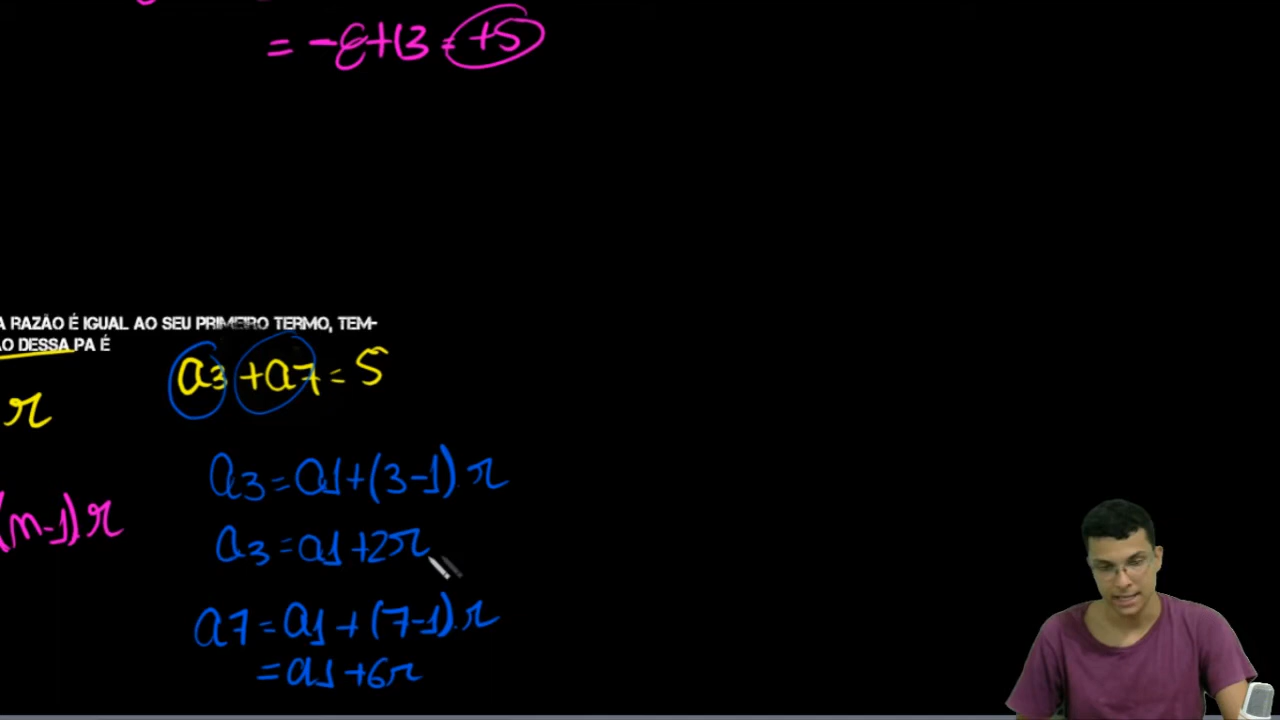 = -8+13 = +5
A RAZÃO É IGUAL AO SEU PRIMEIRO TERMO, TEM-
ÃO DESSA PA É
a3 + a7 = 5
r
a3 = a1 + (3-1) r
(n-1) r
a3 = a1 + 2r
a7 = a1 + (7-1).r
= a1 + 6r